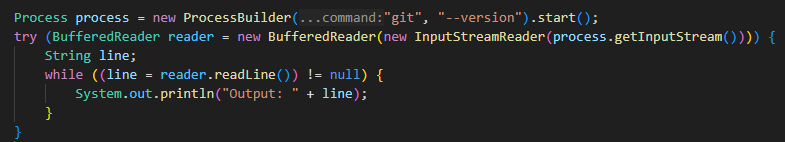 Process process = new ProcessBuilder(...command:"git", "--version").start();
try (BufferedReader reader = new BufferedReader(new InputStreamReader(process.getInputStream()))) {
    String line;
    while ((line = reader.readLine()) != null) {
        System.out.println("Output: " + line);
    }
}